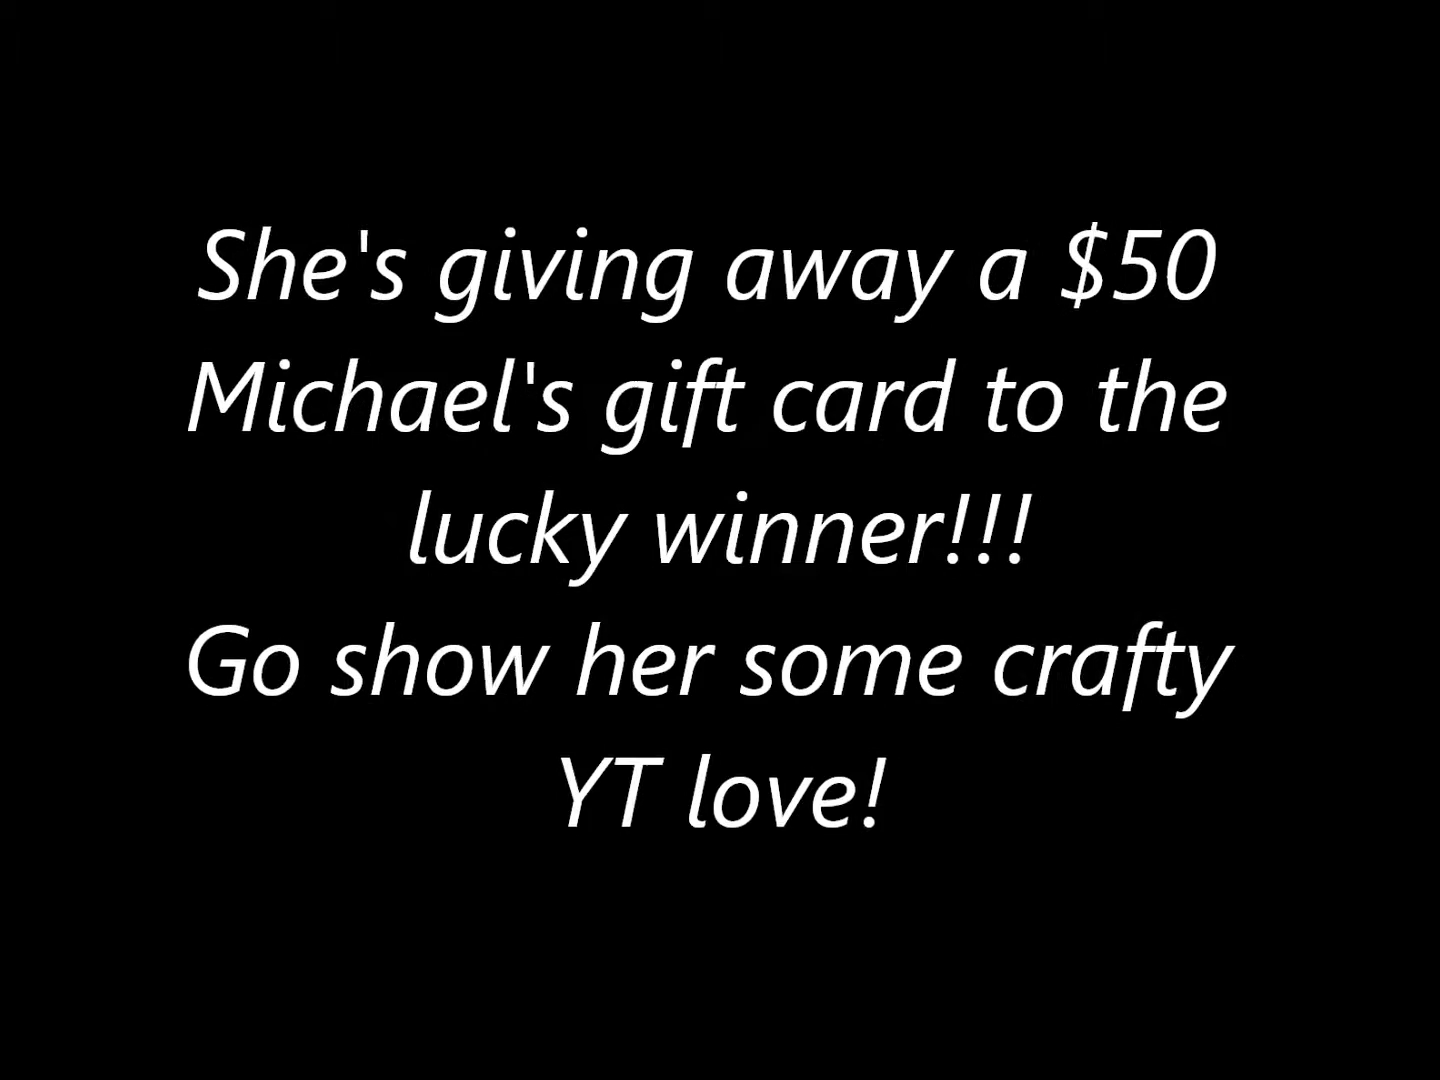 She's giving away a $50
Michael's gift card to the
lucky winner!!!
Go show her some crafty
YT love!